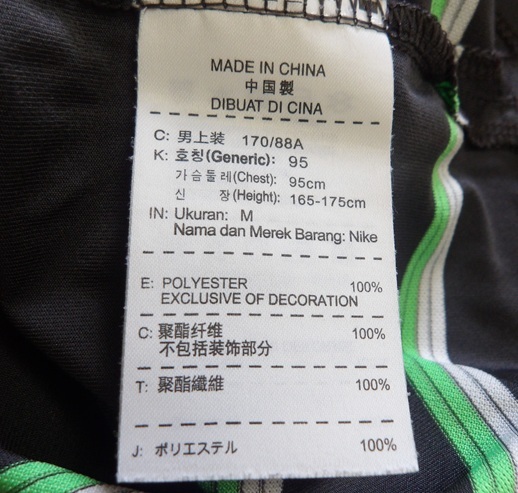 MADE IN CHINA
中国製
DIBUAT DI CINA
C: 男上装 170/88A
K: 호칭(Generic): 95
가슴둘레(Chest): 95cm
신 장(Height): 165-175cm
IN: Ukuran: M
Nama dan Merek Barang: Nike
E: POLYESTER 100%
EXCLUSIVE OF DECORATION
C: 聚酯纤维 100%
不包括装饰部分
T: 聚酯纖維 100%
J: ポリエステル 100%